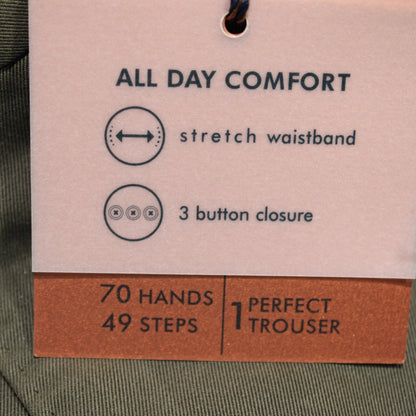 ALL DAY COMFORT
stretch waistband
3 button closure
70 HANDS
49 STEPS
1 PERFECT
TROUSER